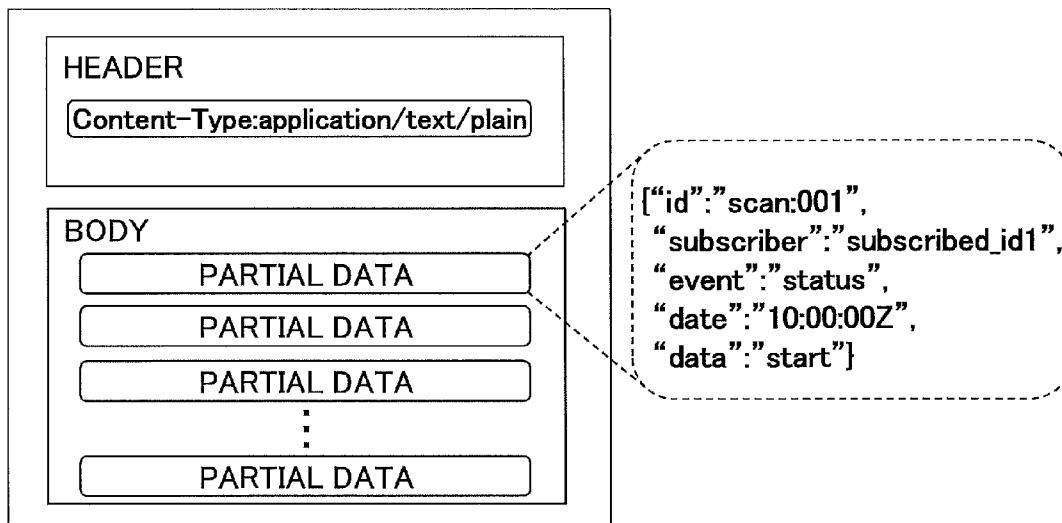 HEADER
Content-Type:application/text/plain
BODY
PARTIAL DATA
PARTIAL DATA
PARTIAL DATA
PARTIAL DATA
{“id”:”scan:001”,
“subscriber”:”subscribed_id1”,
“event”:”status”,
“date”:”10:00:00Z”,
“data”:”start”}